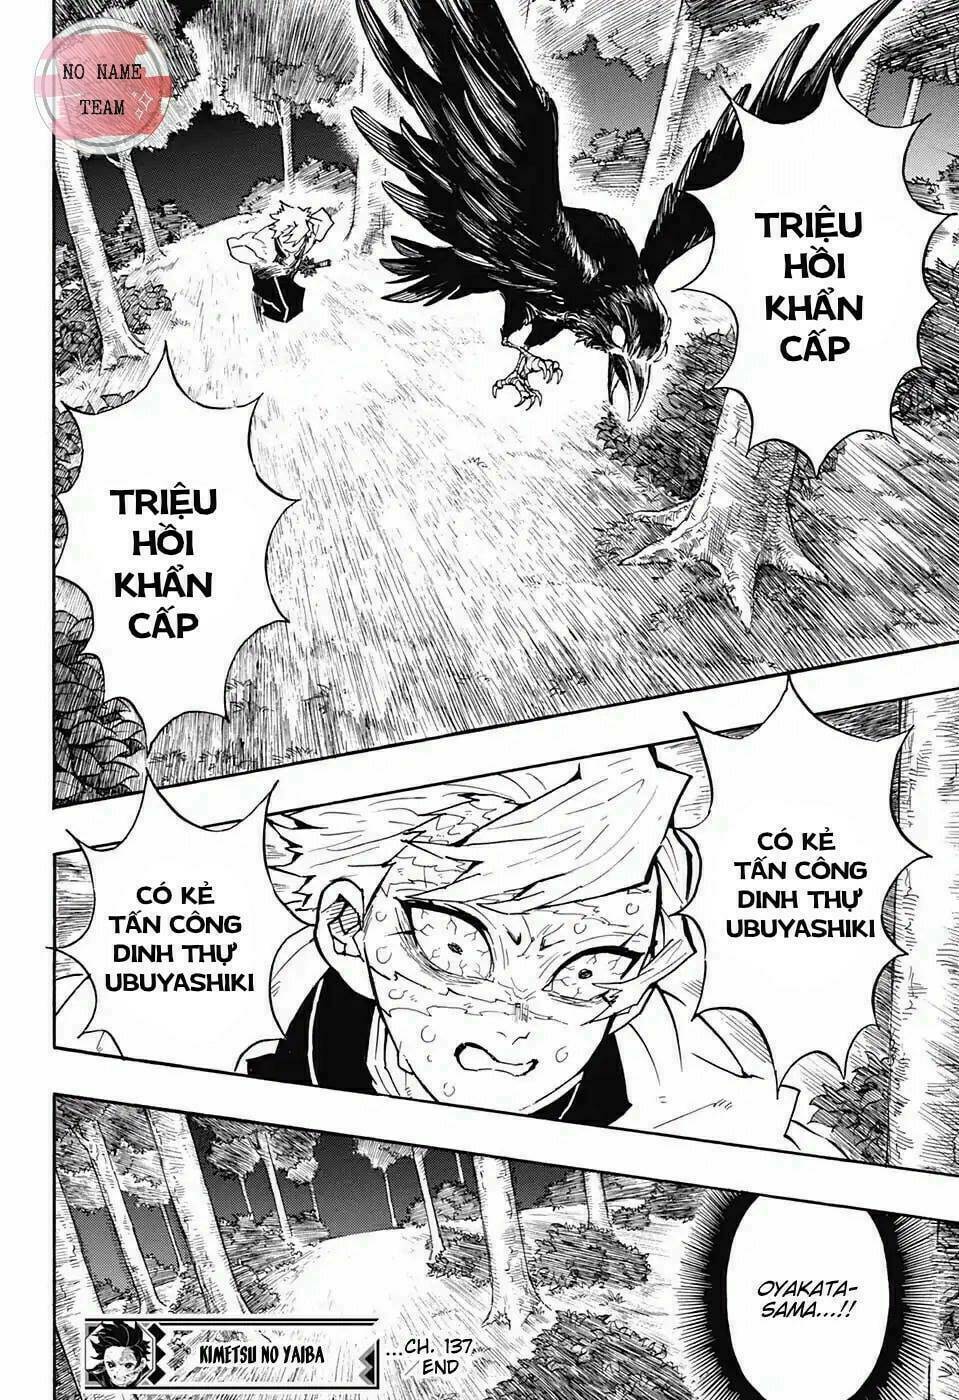 NO NAME
TEAM
TRIỆU
HỒI
KHẨN
CẤP
TRIỆU
HỒI
KHẨN
CẤP
CÓ KẺ
TẤN CÔNG
DINH THỰ
UBUYASHIKI
CÓ KẺ
TẤN CÔNG
DINH THỰ
UBUYASHIKI
OYAKATA-
SAMA...!!
KIMETSU NO YAIBA
...CH. 137
END